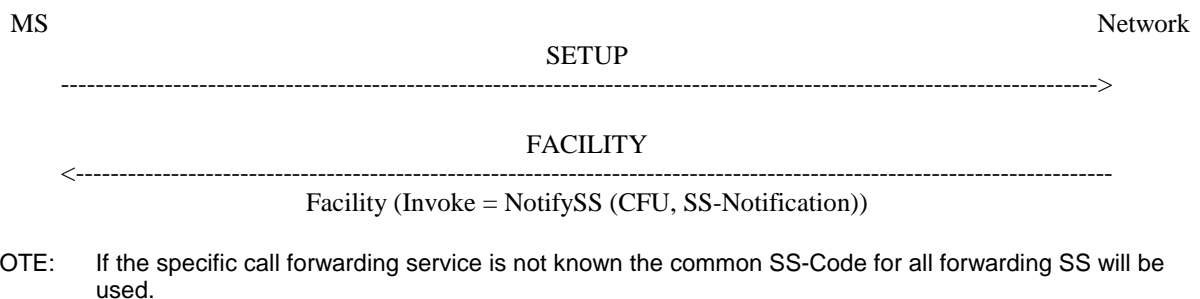 MS Network
SETUP
------------------------------------------------------------------------------------------------------------------------>
FACILITY
<------------------------------------------------------------------------------------------------------------------------
Facility (Invoke = NotifySS (CFU, SS-Notification))
OTE: If the specific call forwarding service is not known the common SS-Code for all forwarding SS will be
used.